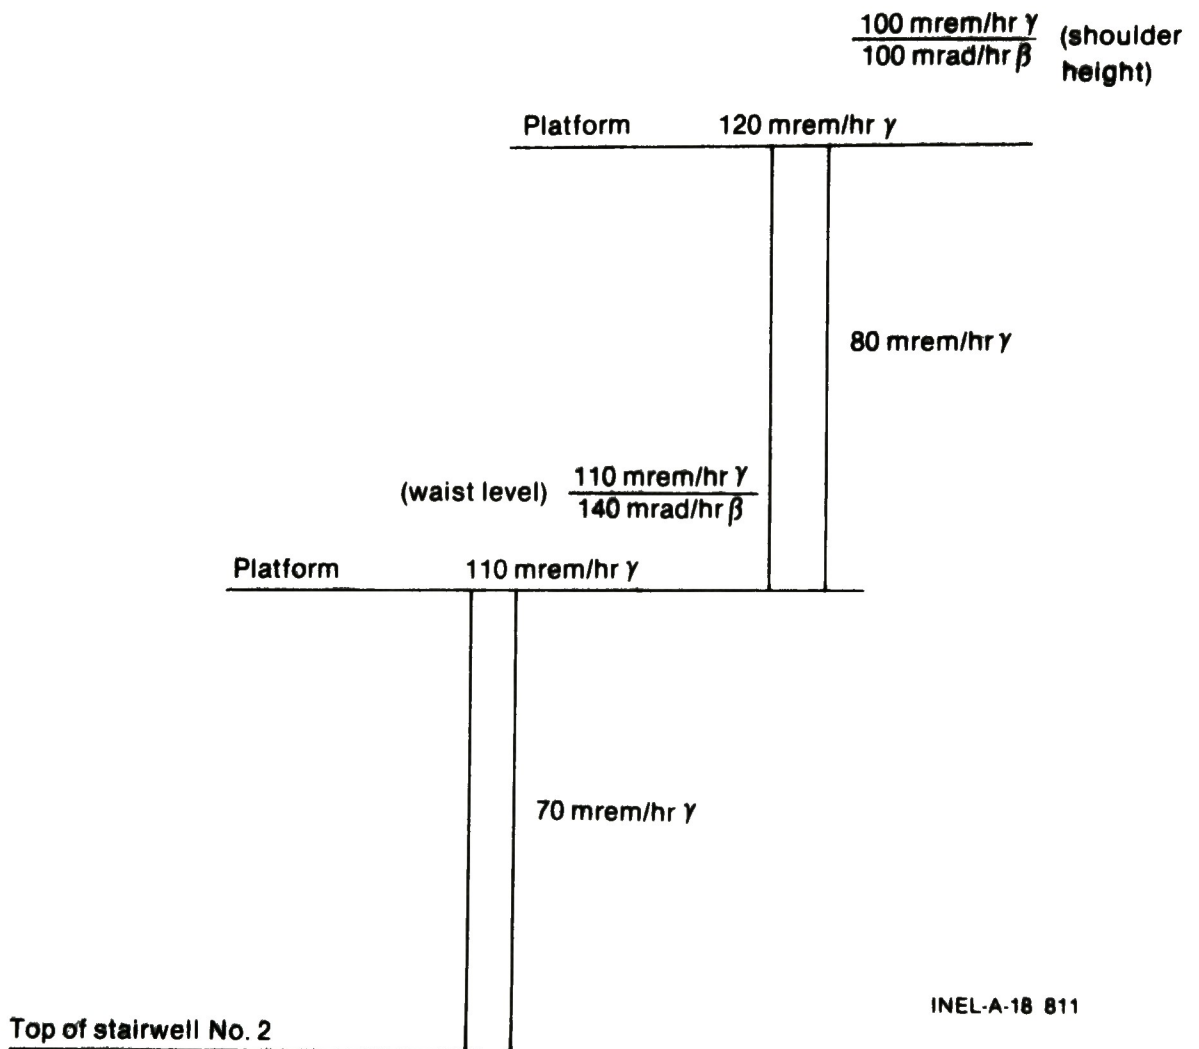 100 mrem/hr γ (shoulder
100 mrad/hr β height)
Platform 120 mrem/hr γ
80 mrem/hr γ
(waist level) 110 mrem/hr γ
140 mrad/hr β
Platform 110 mrem/hr γ
70 mrem/hr γ
INEL-A-18 811
Top of stairwell No. 2